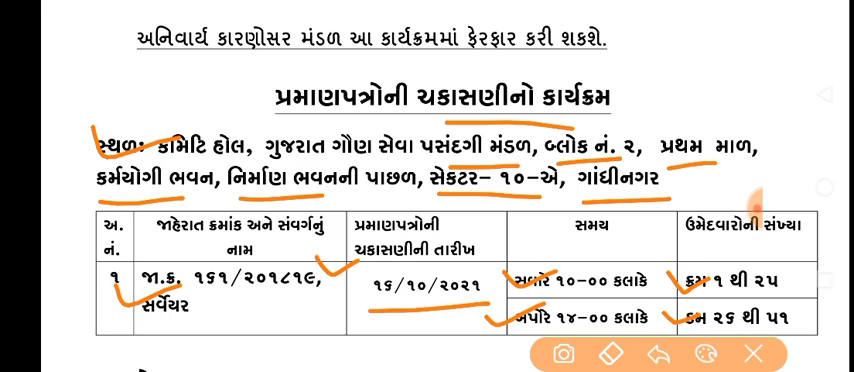 અનિવાર્ય કારણોસર મંડળ આ કાર્યક્રમમાં ફેરફાર કરી શકશે.
પ્રમાણપત્રોની ચકાસણીનો કાર્યક્રમ
સ્થળઃ કમિટિ હોલ, ગુજરાત ગૌણ સેવા પસંદગી મંડળ, બ્લોક નં. ૨, પ્રથમ માળ,
કર્મયોગી ભવન, નિર્માણ ભવનની પાછળ, સેક્ટર- ૧૦-એ, ગાંધીનગર
અ. નં. જાહેરાત ક્રમાંક અને સંવર્ગનું નામ પ્રમાણપત્રોની ચકાસણીની તારીખ સમય ઉમેદવારોની સંખ્યા
૧ જા.ક્ર. ૧૬૧/૨૦૧૮૧૯, સર્વેયર ૧૬/૧૦/૨૦૨૧ સવારે ૧૦-૦૦ કલાકે ક્રમ ૧ થી ૨૫
બપોરે ૧૪-૦૦ કલાકે ક્રમ ૨૬ થી ૫૧